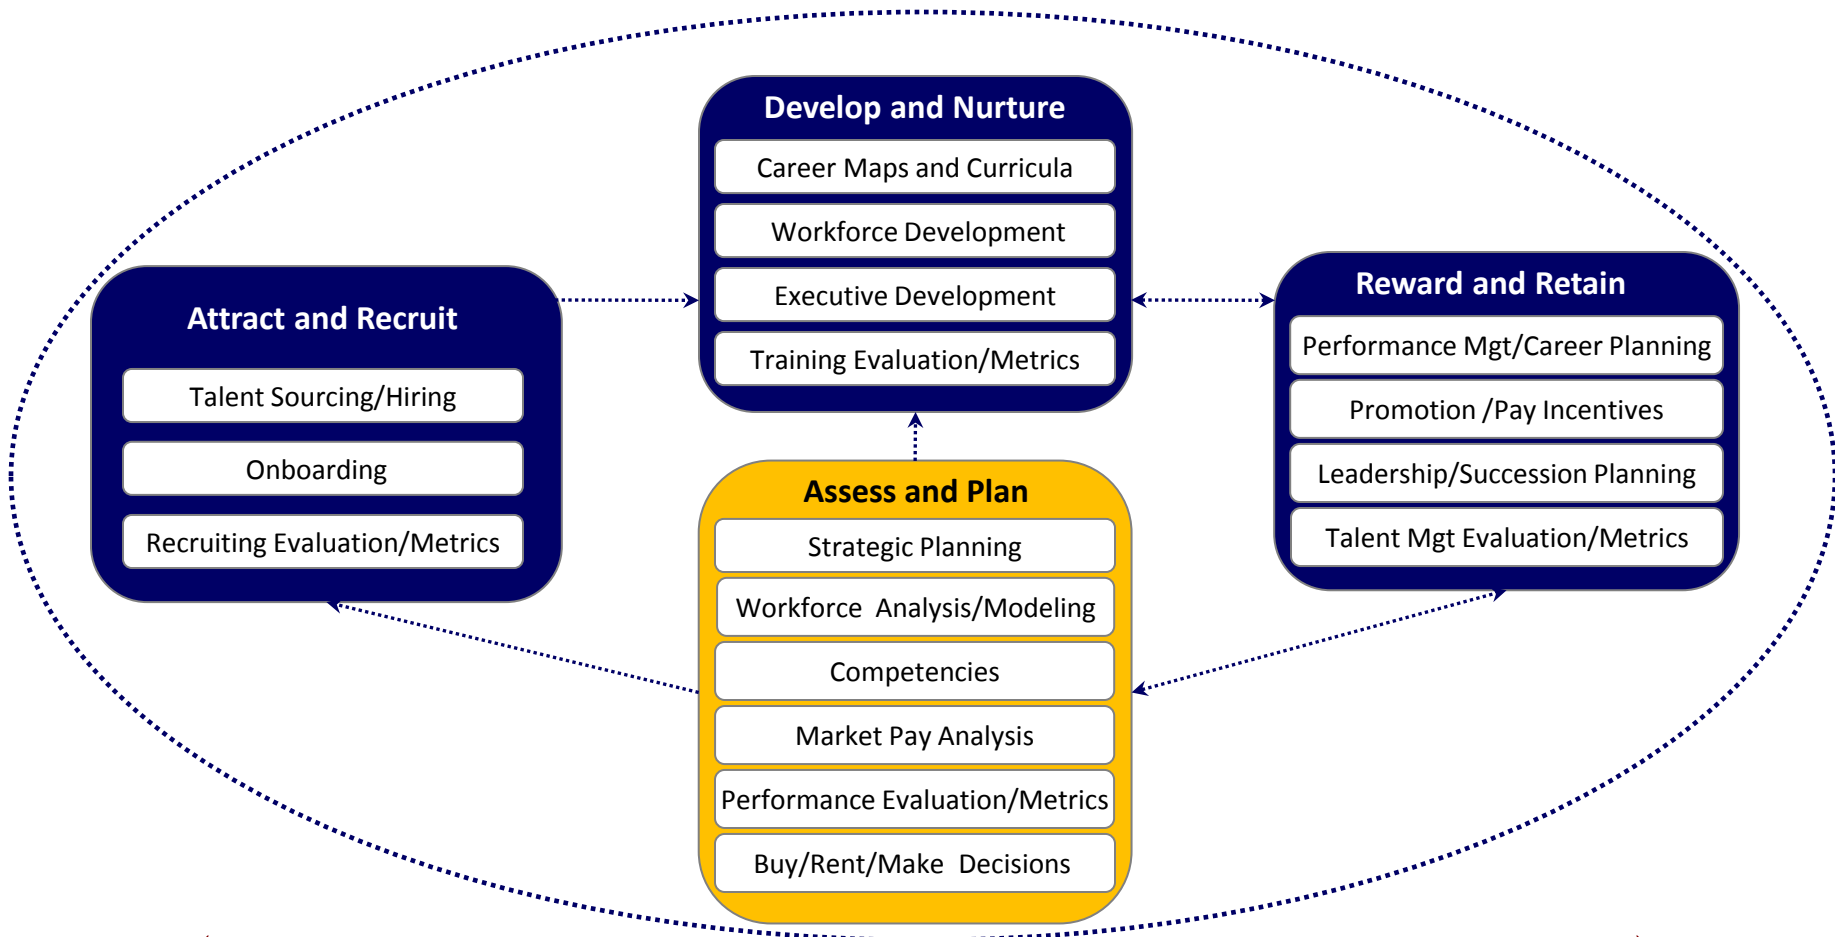 Develop and Nurture
Career Maps and Curricula
Workforce Development
Executive Development
Training Evaluation/Metrics
Attract and Recruit
Talent Sourcing/Hiring
Onboarding
Recruiting Evaluation/Metrics
Reward and Retain
Performance Mgt/Career Planning
Promotion /Pay Incentives
Leadership/Succession Planning
Talent Mgt Evaluation/Metrics
Assess and Plan
Strategic Planning
Workforce  Analysis/Modeling
Competencies
Market Pay Analysis
Performance Evaluation/Metrics
Buy/Rent/Make  Decisions